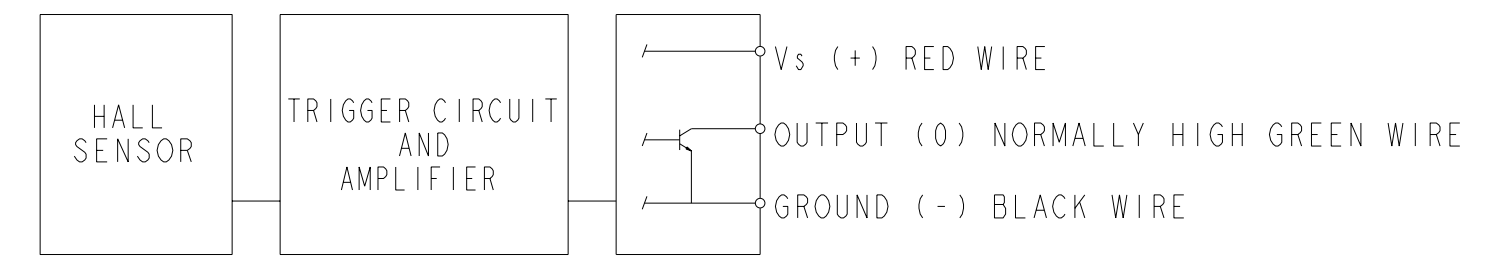 HALL
SENSOR
TRIGGER CIRCUIT
AND
AMPLIFIER
Vs (+) RED WIRE
OUTPUT (O) NORMALLY HIGH GREEN WIRE
GROUND (-) BLACK WIRE